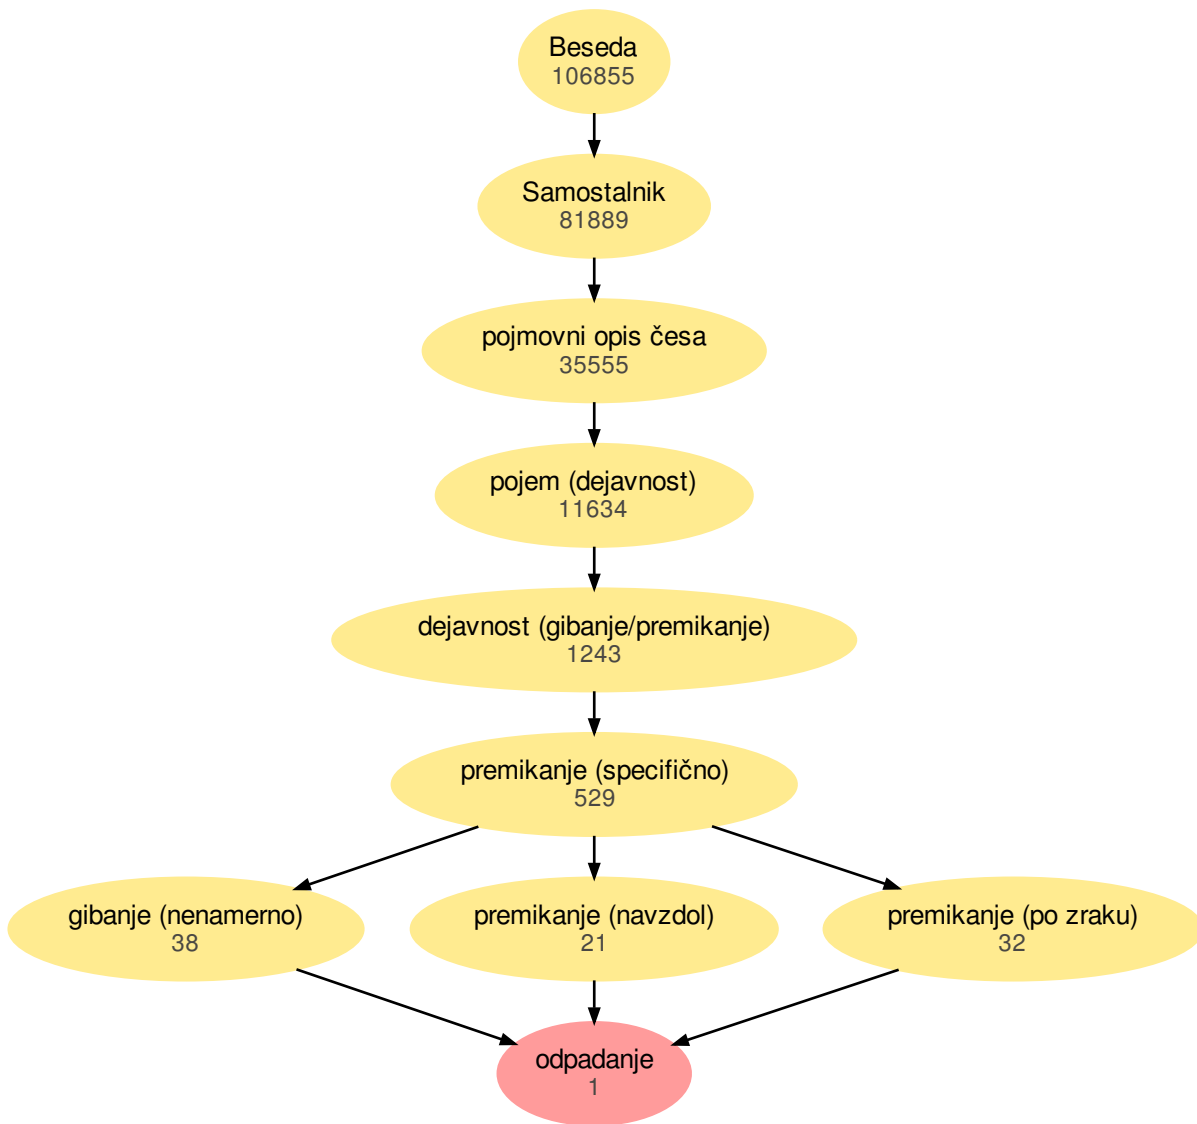 Beseda
106855
Samostalnik
81889
pojmovni opis česa
35555
pojem (dejavnost)
11634
dejavnost (gibanje/premikanje)
1243
premikanje (specifično)
529
gibanje (nenamerno)
38
premikanje (navzdol)
21
premikanje (po zraku)
32
odpadanje
1